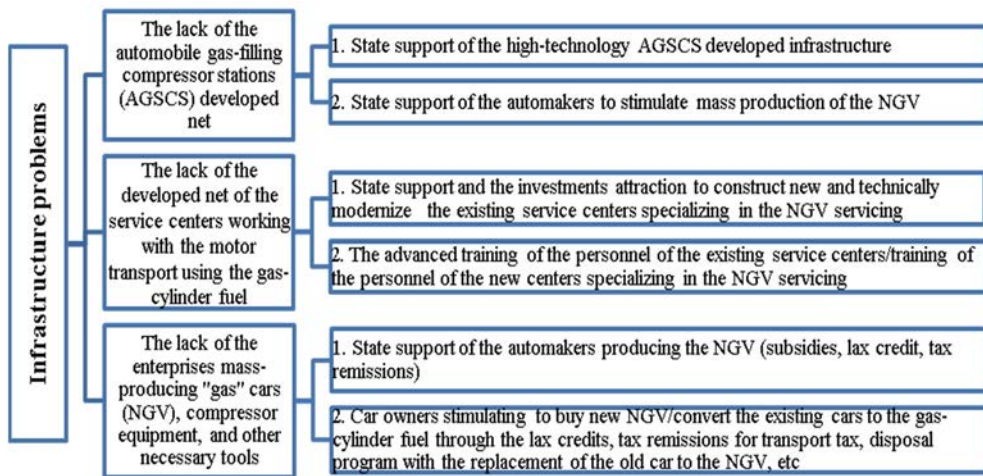 Infrastructure problems
The lack of the
automobile gas-filling
compressor stations
(AGSCS) developed
net
1. State support of the high-technology AGSCS developed infrastructure
2. State support of the automakers to stimulate mass production of the NGV
The lack of the
developed net of the
service centers working
with the motor
transport using the gas-
cylinder fuel
1. State support and the investments attraction to construct new and technically
modernize the existing service centers specializing in the NGV servicing
2. The advanced training of the personnel of the existing service centers/training of
the personnel of the new centers specializing in the NGV servicing
The lack of the
enterprises mass-
producing "gas" cars
(NGV), compressor
equipment, and other
necessary tools
1. State support of the automakers producing the NGV (subsidies, lax credit, tax
remissions)
2. Car owners stimulating to buy new NGV/convert the existing cars to the gas-
cylinder fuel through the lax credits, tax remissions for transport tax, disposal
program with the replacement of the old car to the NGV, etc